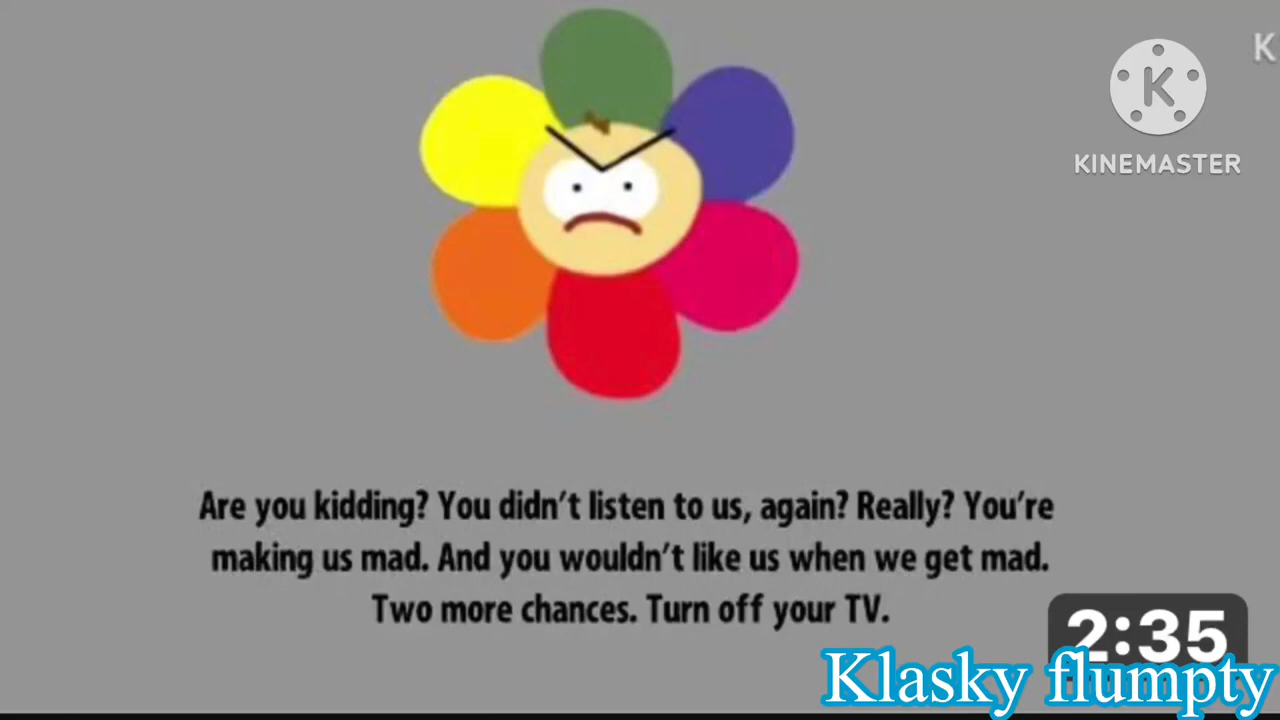 K
K
KINEMASTER
Are you kidding? You didn't listen to us, again? Really? You're
making us mad. And you wouldn't like us when we get mad.
Two more chances. Turn off your TV.
2:35
Klasky flumpty